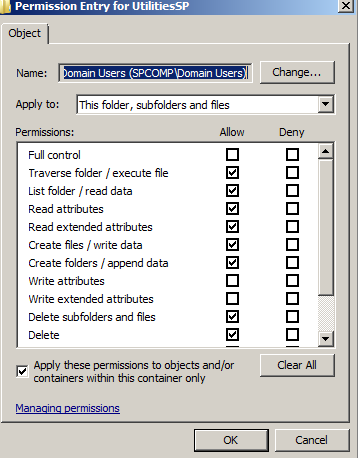 Permission Entry for UtilitiesSP
Object
Name: Domain Users (SPCOMP\Domain Users) Change...
Apply to: This folder, subfolders and files
Permissions: Allow Deny
Full control
Traverse folder / execute file
List folder / read data
Read attributes
Read extended attributes
Create files / write data
Create folders / append data
Write attributes
Write extended attributes
Delete subfolders and files
Delete
Apply these permissions to objects and/or Clear All
containers within this container only
Managing permissions
OK Cancel